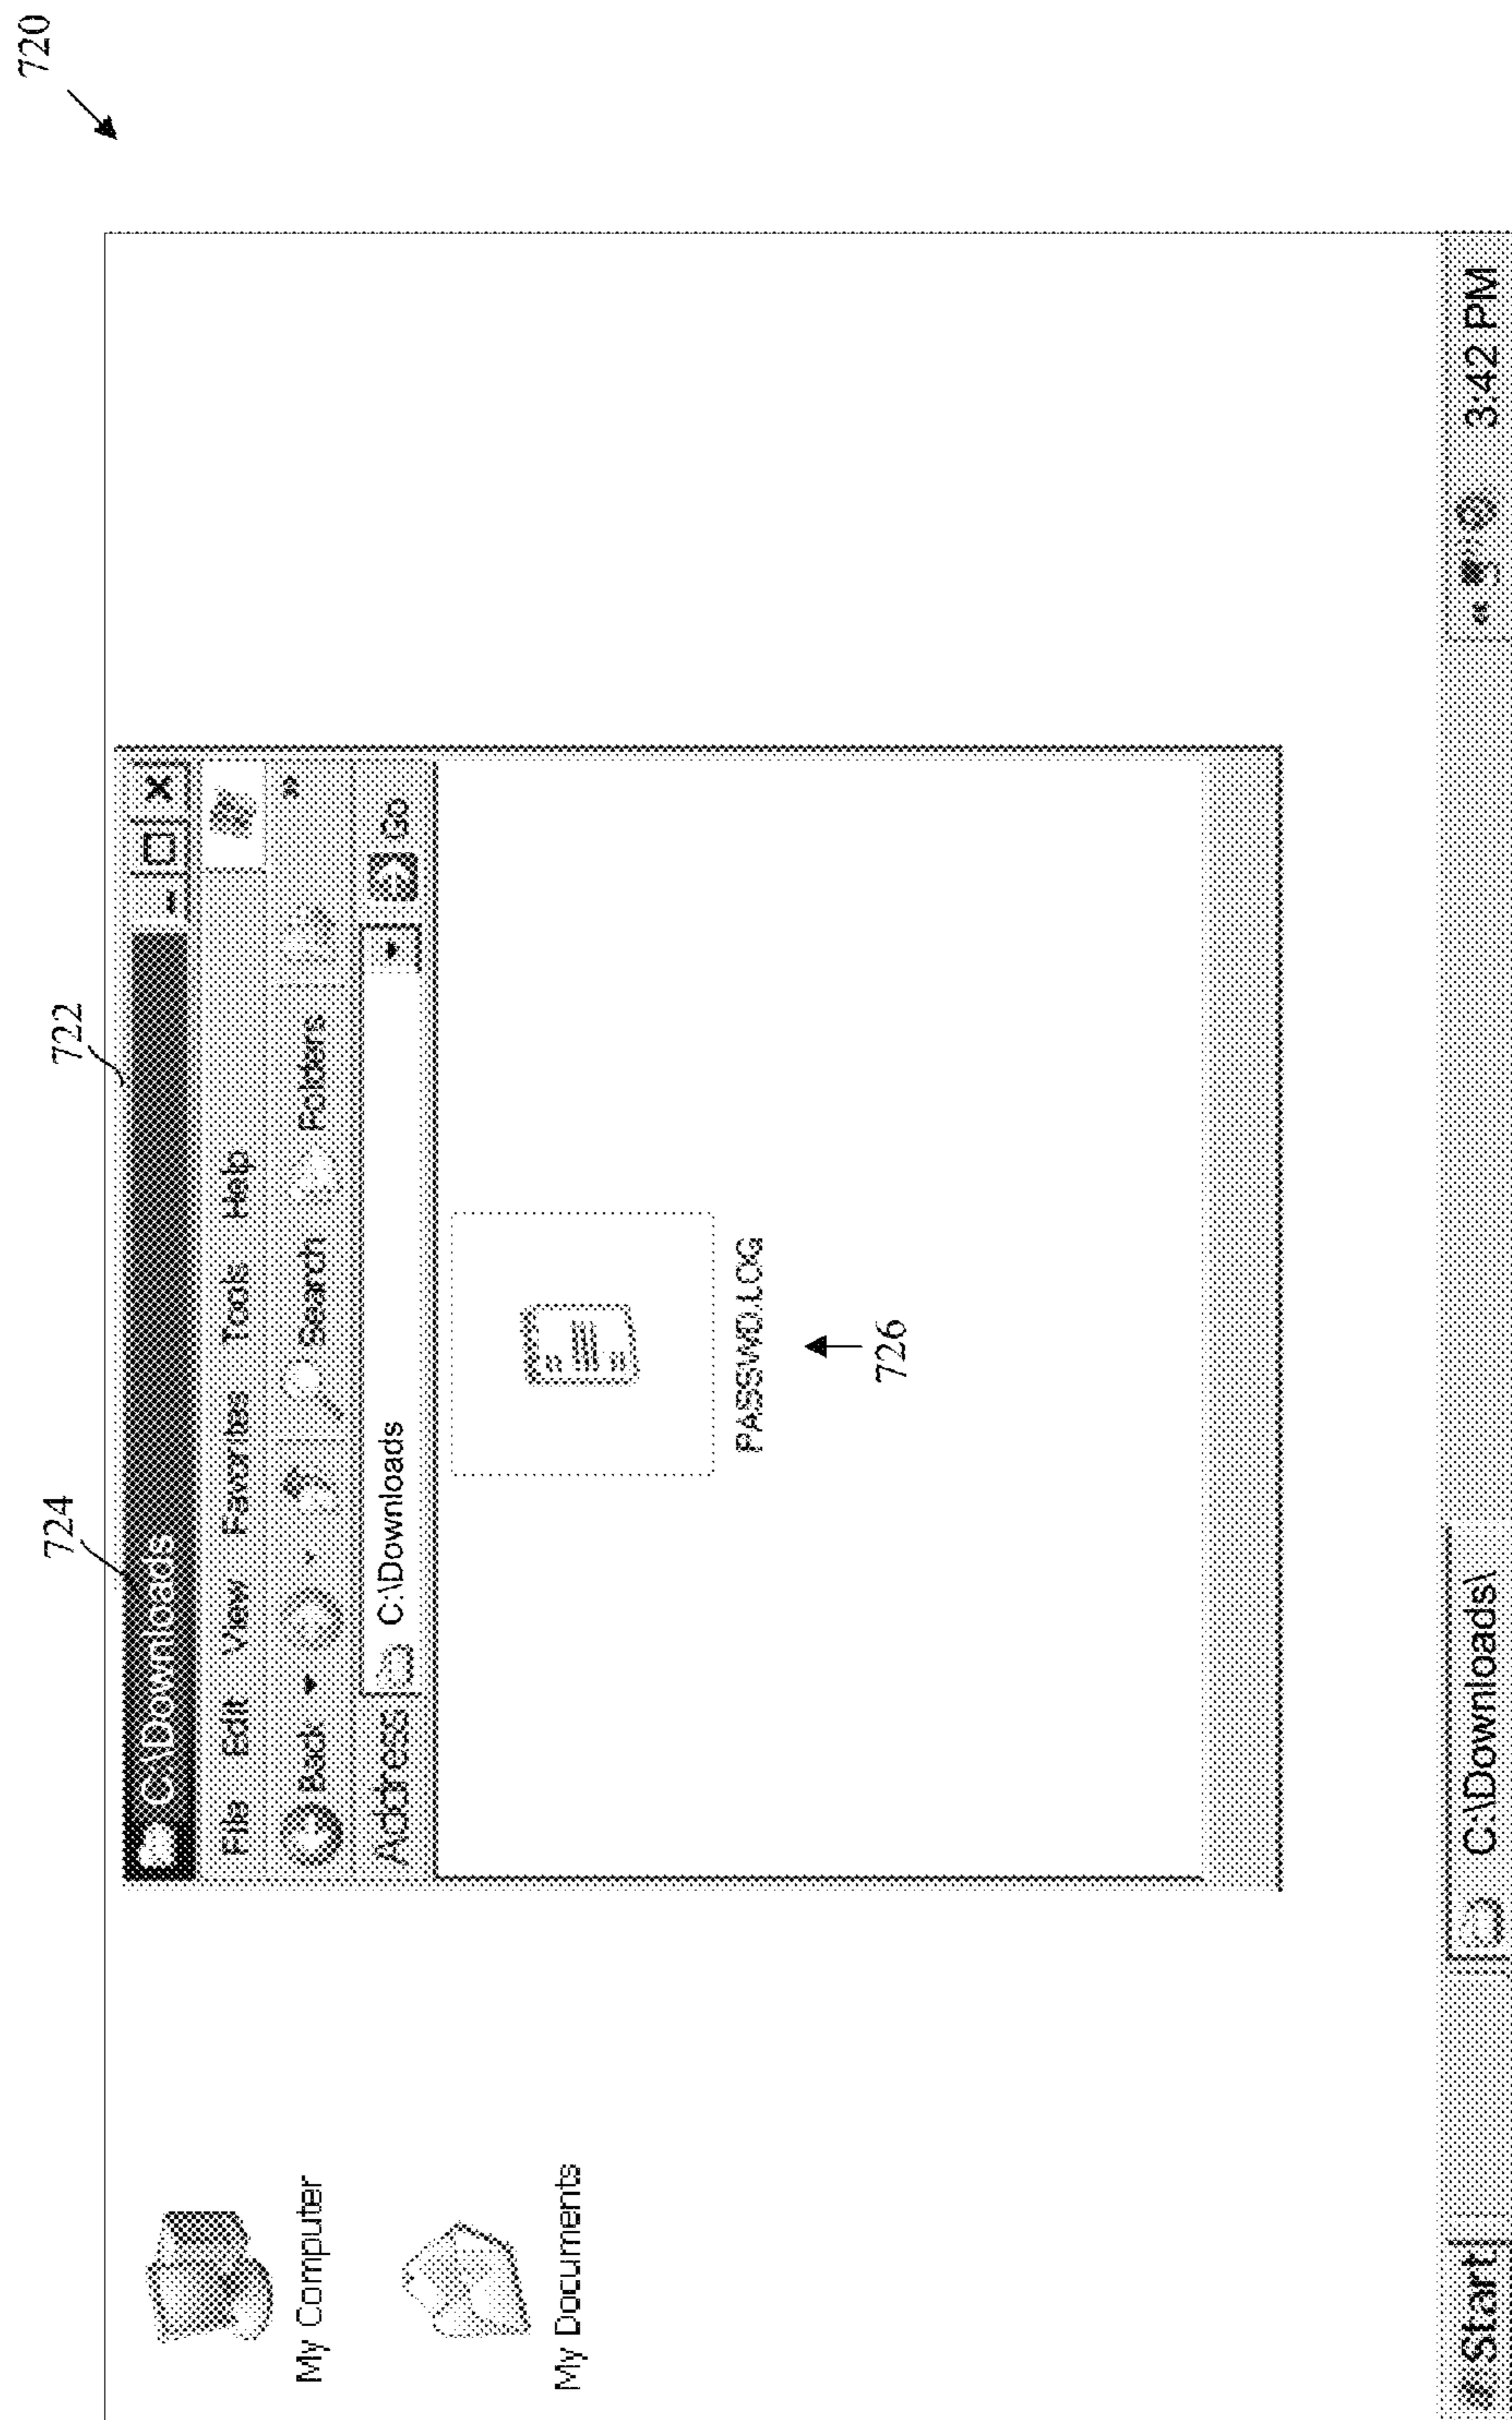 720
722
724
C:\Downloads
File Edit View Favorites Tools Help
Back Search Folders »
Address C:\Downloads Go
PASSWD.LOG
726
My Computer
My Documents
Start C:\Downloads\ « 3:42 PM